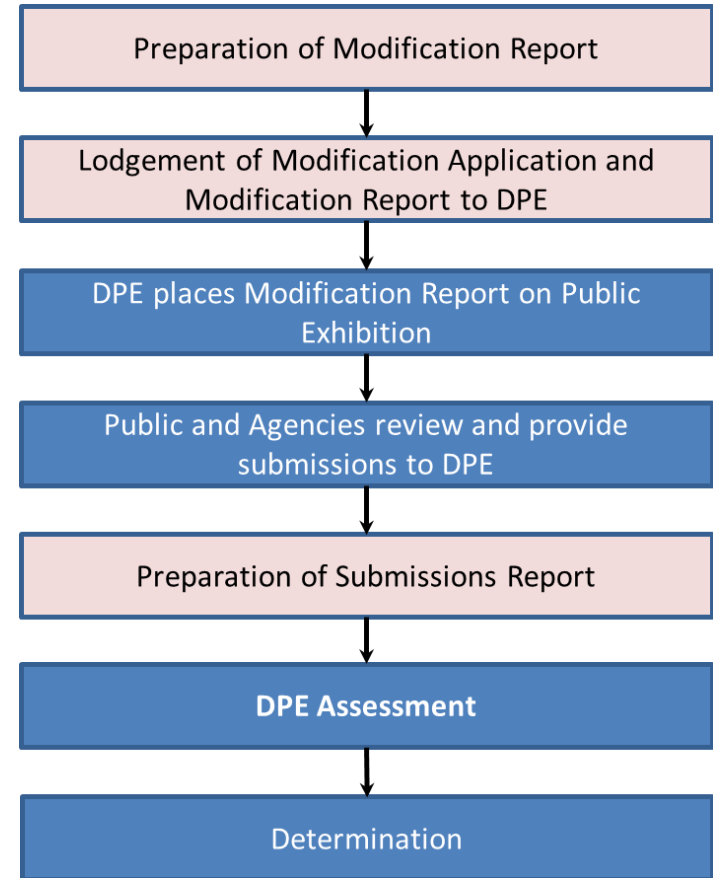 Preparation of Modification Report
Lodgement of Modification Application and
Modification Report to DPE
DPE places Modification Report on Public
Exhibition
Public and Agencies review and provide
submissions to DPE
Preparation of Submissions Report
DPE Assessment
Determination